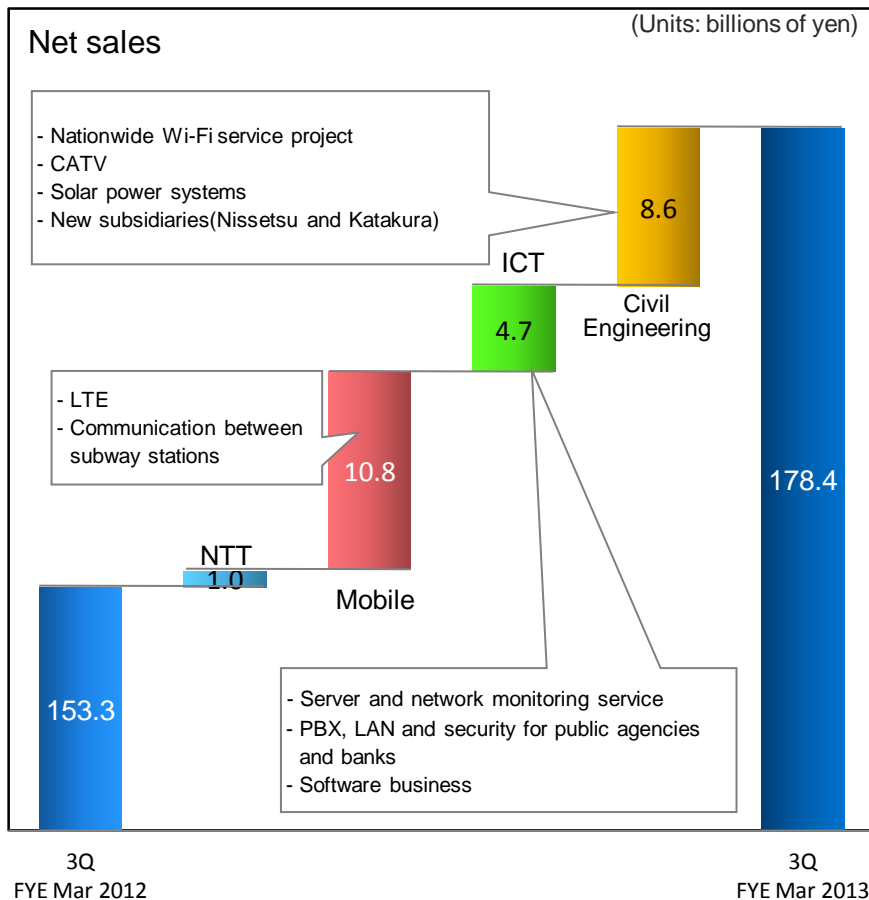 Net sales
(Units: billions of yen)
- Nationwide Wi-Fi service project
- CATV
- Solar power systems
- New subsidiaries(Nissetsu and Katakura)
8.6
ICT
Civil
Engineering
4.7
- LTE
- Communication between
subway stations
10.8
178.4
NTT
1.0
Mobile
153.3
- Server and network monitoring service
- PBX, LAN and security for public agencies
and banks
- Software business
3Q
FYE Mar 2012
3Q
FYE Mar 2013